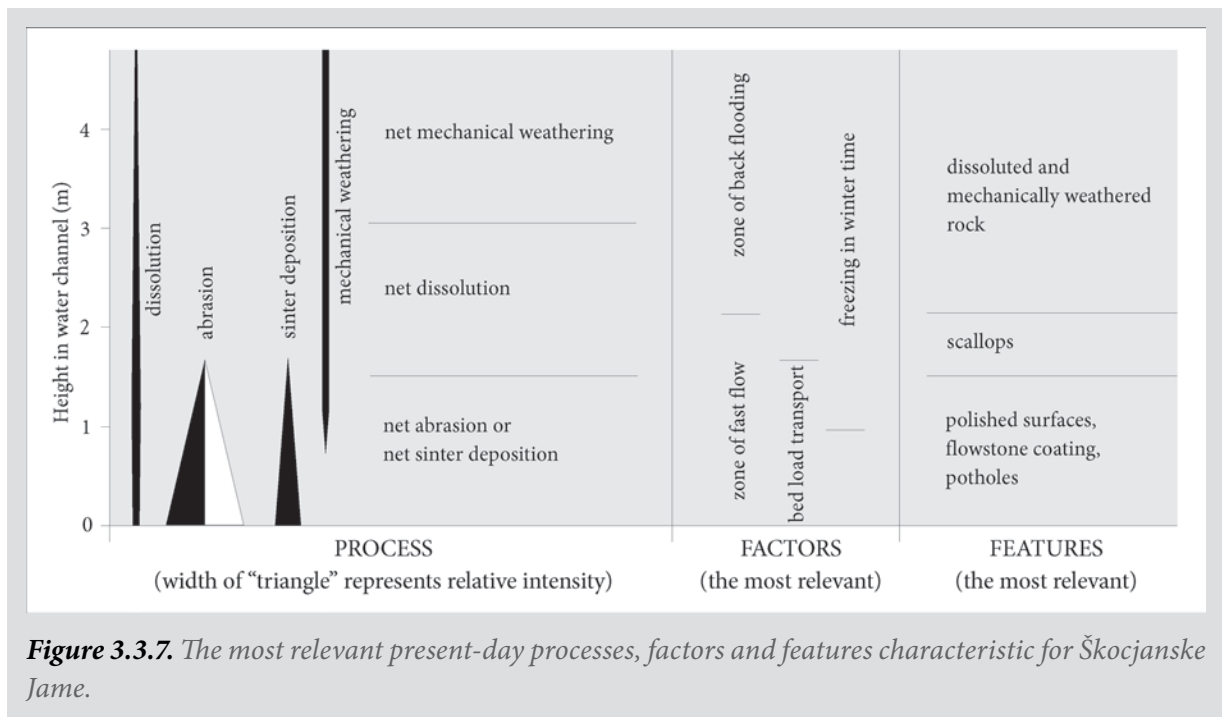 Height in water channel (m)
4
3
2
1
0
dissolution
abrasion
sinter deposition
mechanical weathering
net mechanical weathering
net dissolution
net abrasion or
net sinter deposition
zone of back flooding
zone of fast flow
bed load transport
freezing in winter time
dissoluted and
mechanically weathered
rock
scallops
polished surfaces,
flowstone coating,
potholes
PROCESS
(width of “triangle” represents relative intensity)
FACTORS
(the most relevant)
FEATURES
(the most relevant)
Figure 3.3.7. The most relevant present-day processes, factors and features characteristic for Škocjanske
Jame.